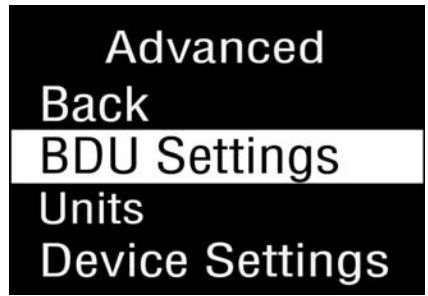 Advanced
Back
BDU Settings
Units
Device Settings